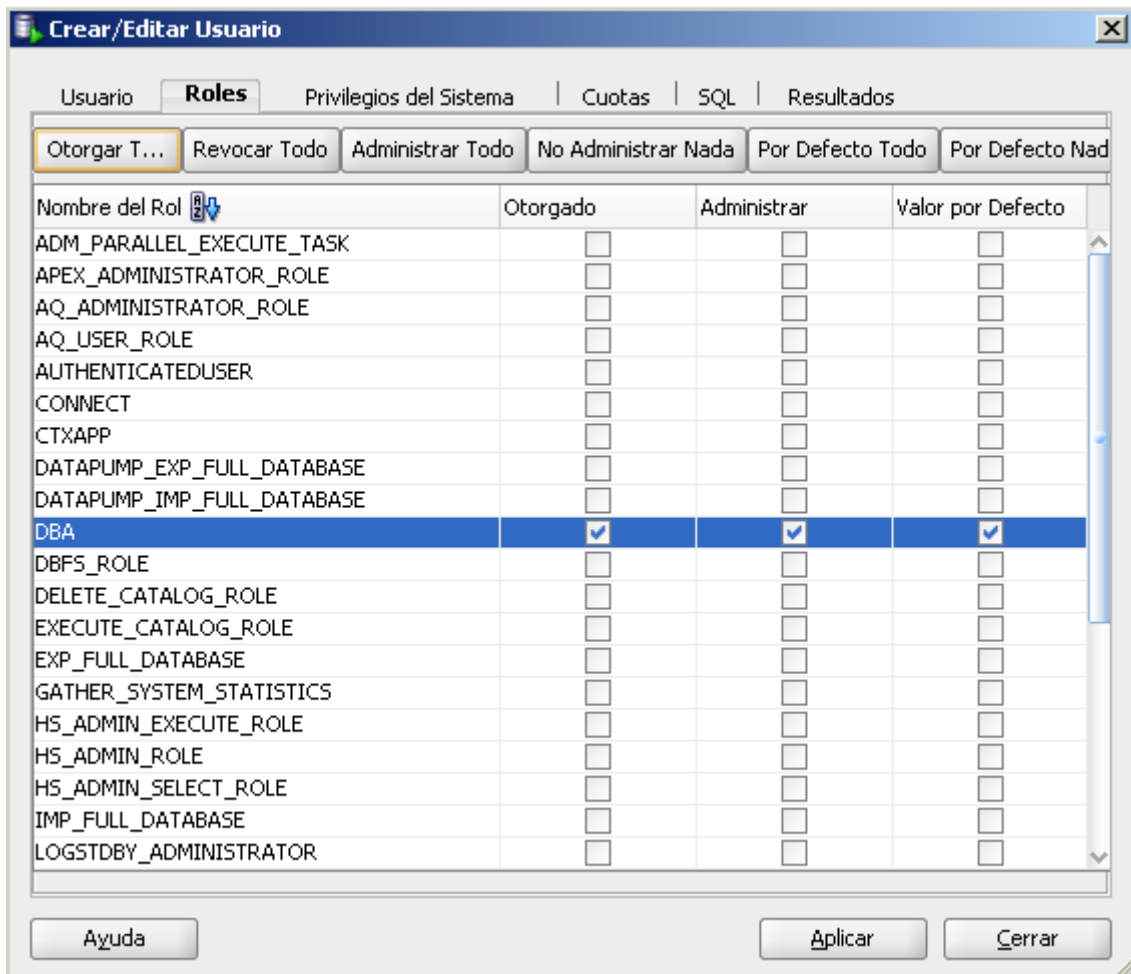 Crear/Editar Usuario
Usuario Roles Privilegios del Sistema Cuotas SQL Resultados
Otorgar T... Revocar Todo Administrar Todo No Administrar Nada Por Defecto Todo Por Defecto Nad
Nombre del Rol Otorgado Administrar Valor por Defecto
ADM_PARALLEL_EXECUTE_TASK
APEX_ADMINISTRATOR_ROLE
AQ_ADMINISTRATOR_ROLE
AQ_USER_ROLE
AUTHENTICATEDUSER
CONNECT
CTXAPP
DATAPUMP_EXP_FULL_DATABASE
DATAPUMP_IMP_FULL_DATABASE
DBA
DBFS_ROLE
DELETE_CATALOG_ROLE
EXECUTE_CATALOG_ROLE
EXP_FULL_DATABASE
GATHER_SYSTEM_STATISTICS
HS_ADMIN_EXECUTE_ROLE
HS_ADMIN_ROLE
HS_ADMIN_SELECT_ROLE
IMP_FULL_DATABASE
LOGSTDBY_ADMINISTRATOR
Ayuda Aplicar Cerrar